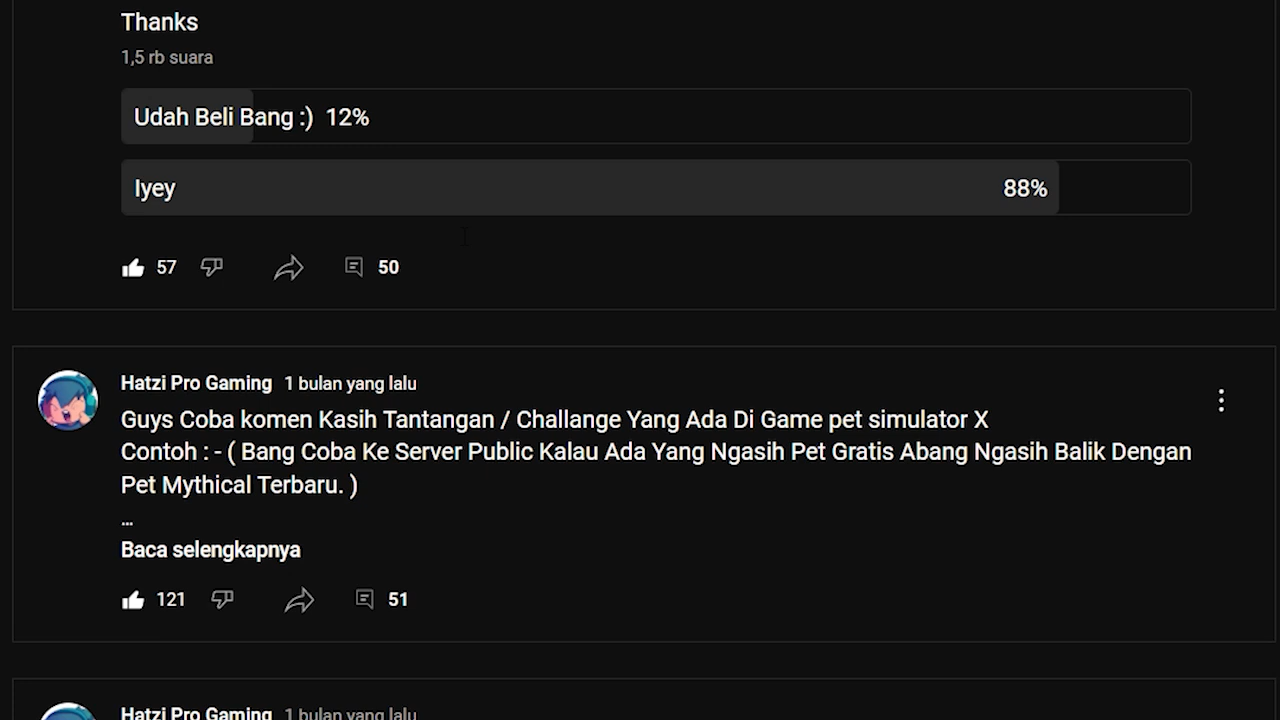 Thanks
1,5 rb suara
Udah Beli Bang :) 12%
Iyey 88%
57 50
Hatzi Pro Gaming 1 bulan yang lalu
Guys Coba komen Kasih Tantangan / Challange Yang Ada Di Game pet simulator X
Contoh : - ( Bang Coba Ke Server Public Kalau Ada Yang Ngasih Pet Gratis Abang Ngasih Balik Dengan
Pet Mythical Terbaru. )
...
Baca selengkapnya
121 51
Hatzi Pro Gaming 1 bulan yang lalu